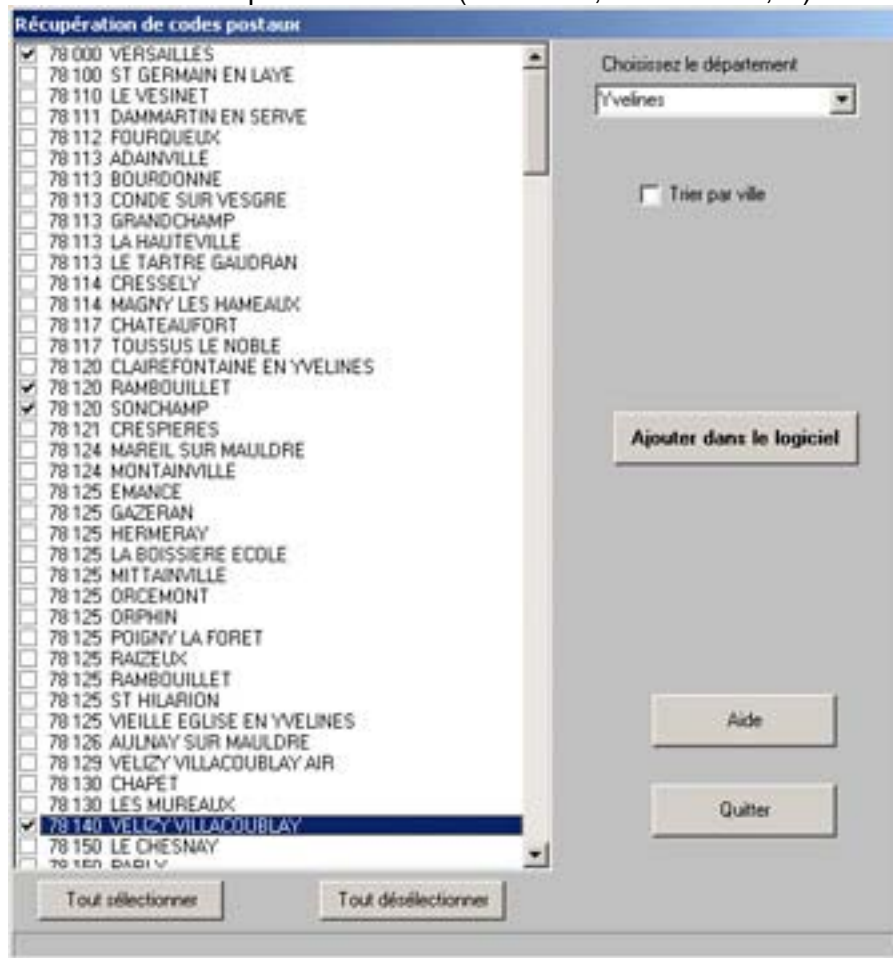 Récupération de codes postaux
78 000 VERSAILLES
78 100 ST GERMAIN EN LAYE
78 110 LE VESINET
78 111 DAMMARTIN EN SERVE
78 112 FOURQUEUX
78 113 ADAINVILLE
78 113 BOURDONNE
78 113 CONDE SUR VESGRE
78 113 GRANDCHAMP
78 113 LA HAUTEVILLE
78 113 LE TARTRE GAUDRAN
78 114 CRESSELY
78 114 MAGNY LES HAMEAUX
78 117 CHATEAUFORT
78 117 TOUSSUS LE NOBLE
78 120 CLAIREFONTAINE EN YVELINES
78 120 RAMBOUILLET
78 120 SONCHAMP
78 121 CRESPIERES
78 124 MAREIL SUR MAULDRE
78 124 MONTAINVILLE
78 125 EMANCE
78 125 GAZERAN
78 125 HERMERAY
78 125 LA BOISSIERE ECOLE
78 125 MITTAINVILLE
78 125 ORCEMONT
78 125 ORPHIN
78 125 POIGNY LA FORET
78 125 RAIZEUX
78 125 RAMBOUILLET
78 125 ST HILARION
78 125 VIEILLE EGLISE EN YVELINES
78 126 AULNAY SUR MAULDRE
78 129 VELIZY VILLACOUBLAY AIR
78 130 CHAPET
78 130 LES MUREAUX
78 140 VELIZY VILLACOUBLAY
78 150 LE CHESNAY
78 150 PARLY
Choisissez le département
Yvelines
Trier par ville
Ajouter dans le logiciel
Aide
Quitter
Tout sélectionner
Tout désélectionner